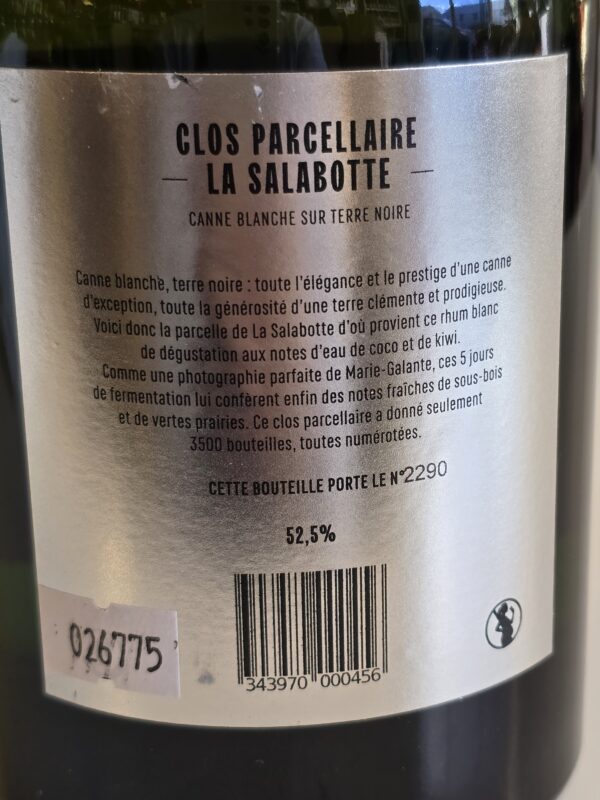 CLOS PARCELLAIRE
LA SALABOTTE
CANNE BLANCHE SUR TERRE NOIRE
Canne blanche, terre noire : toute l'élégance et le prestige d'une canne
d'exception, toute la générosité d'une terre clémente et prodigieuse.
Voici donc la parcelle de La Salabotte d'où provient ce rhum blanc
de dégustation aux notes d'eau de coco et de kiwi.
Comme une photographie parfaite de Marie-Galante, ces 5 jours
de fermentation lui confèrent enfin des notes fraîches de sous-bois
et de vertes prairies. Ce clos parcellaire a donné seulement
3500 bouteilles, toutes numérotées.
CETTE BOUTEILLE PORTE LE N°2290
52,5%
026775
343970 000456